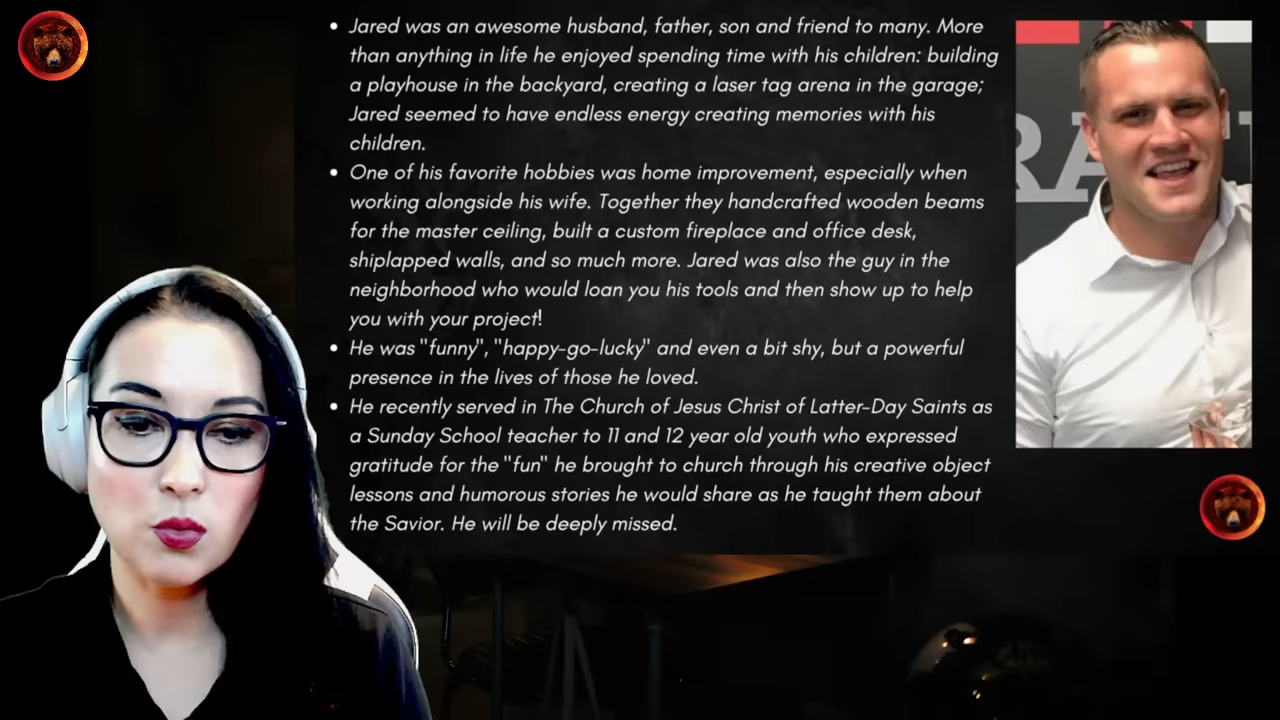 • Jared was an awesome husband, father, son and friend to many. More
than anything in life he enjoyed spending time with his children: building
a playhouse in the backyard, creating a laser tag arena in the garage;
Jared seemed to have endless energy creating memories with his
children.
• One of his favorite hobbies was home improvement, especially when
working alongside his wife. Together they handcrafted wooden beams
for the master ceiling, built a custom fireplace and office desk,
shiplapped walls, and so much more. Jared was also the guy in the
neighborhood who would loan you his tools and then show up to help
you with your project!
• He was "funny", "happy-go-lucky" and even a bit shy, but a powerful
presence in the lives of those he loved.
• He recently served in The Church of Jesus Christ of Latter-Day Saints as
a Sunday School teacher to 11 and 12 year old youth who expressed
gratitude for the "fun" he brought to church through his creative object
lessons and humorous stories he would share as he taught them about
the Savior. He will be deeply missed.